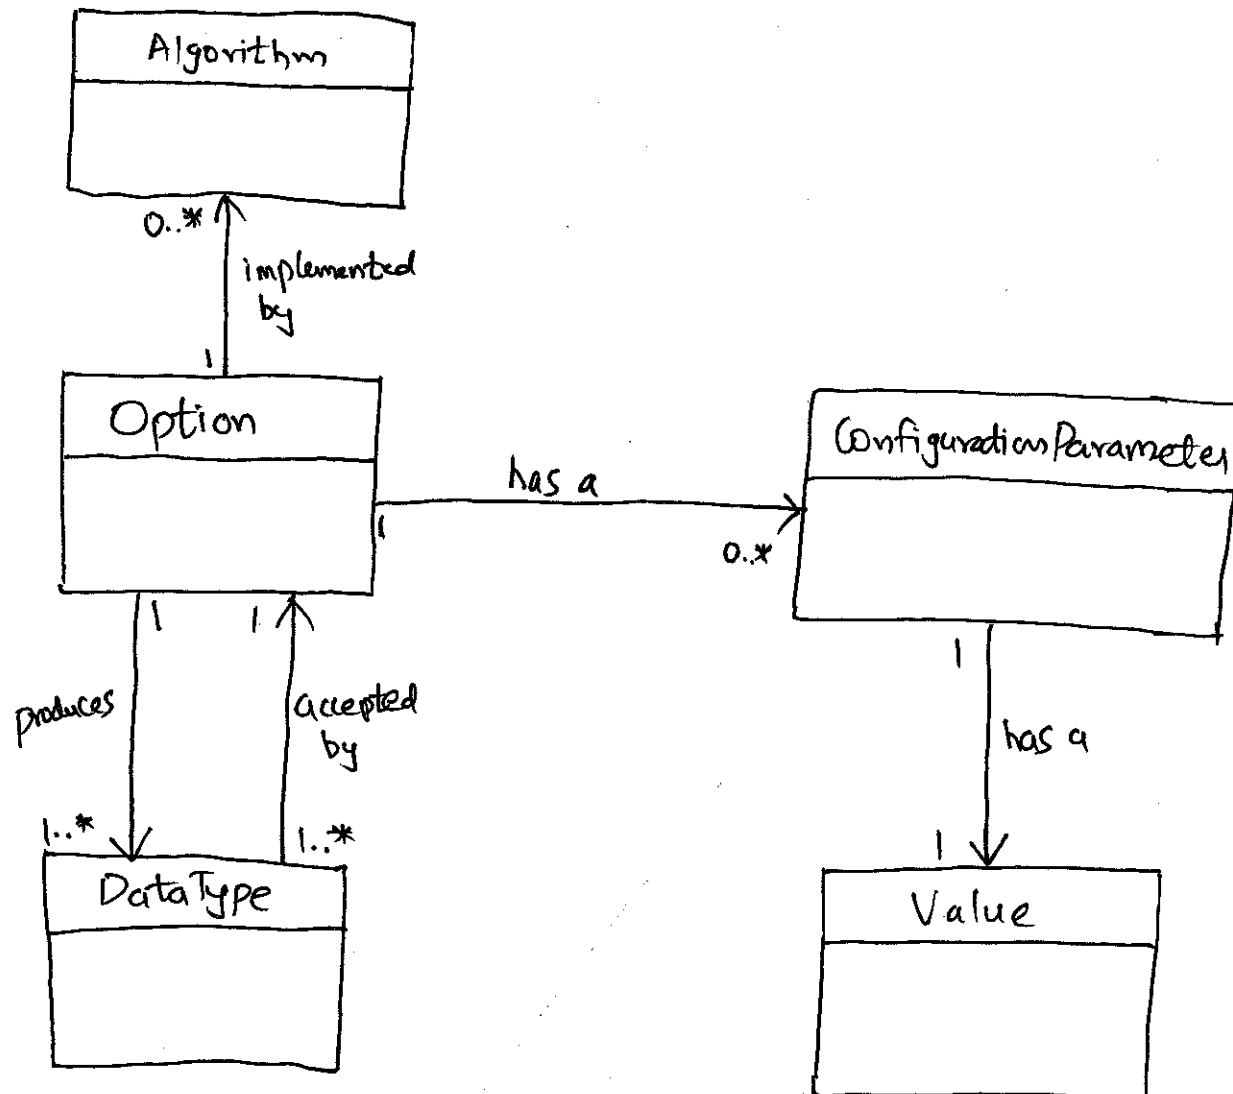 Algorithm
0..*
implemented
by
1
Option
ConfigurationParameter
has a
1
0..*
1
1
1
produces
accepted
by
has a
1..*
1..*
1
DataType
Value